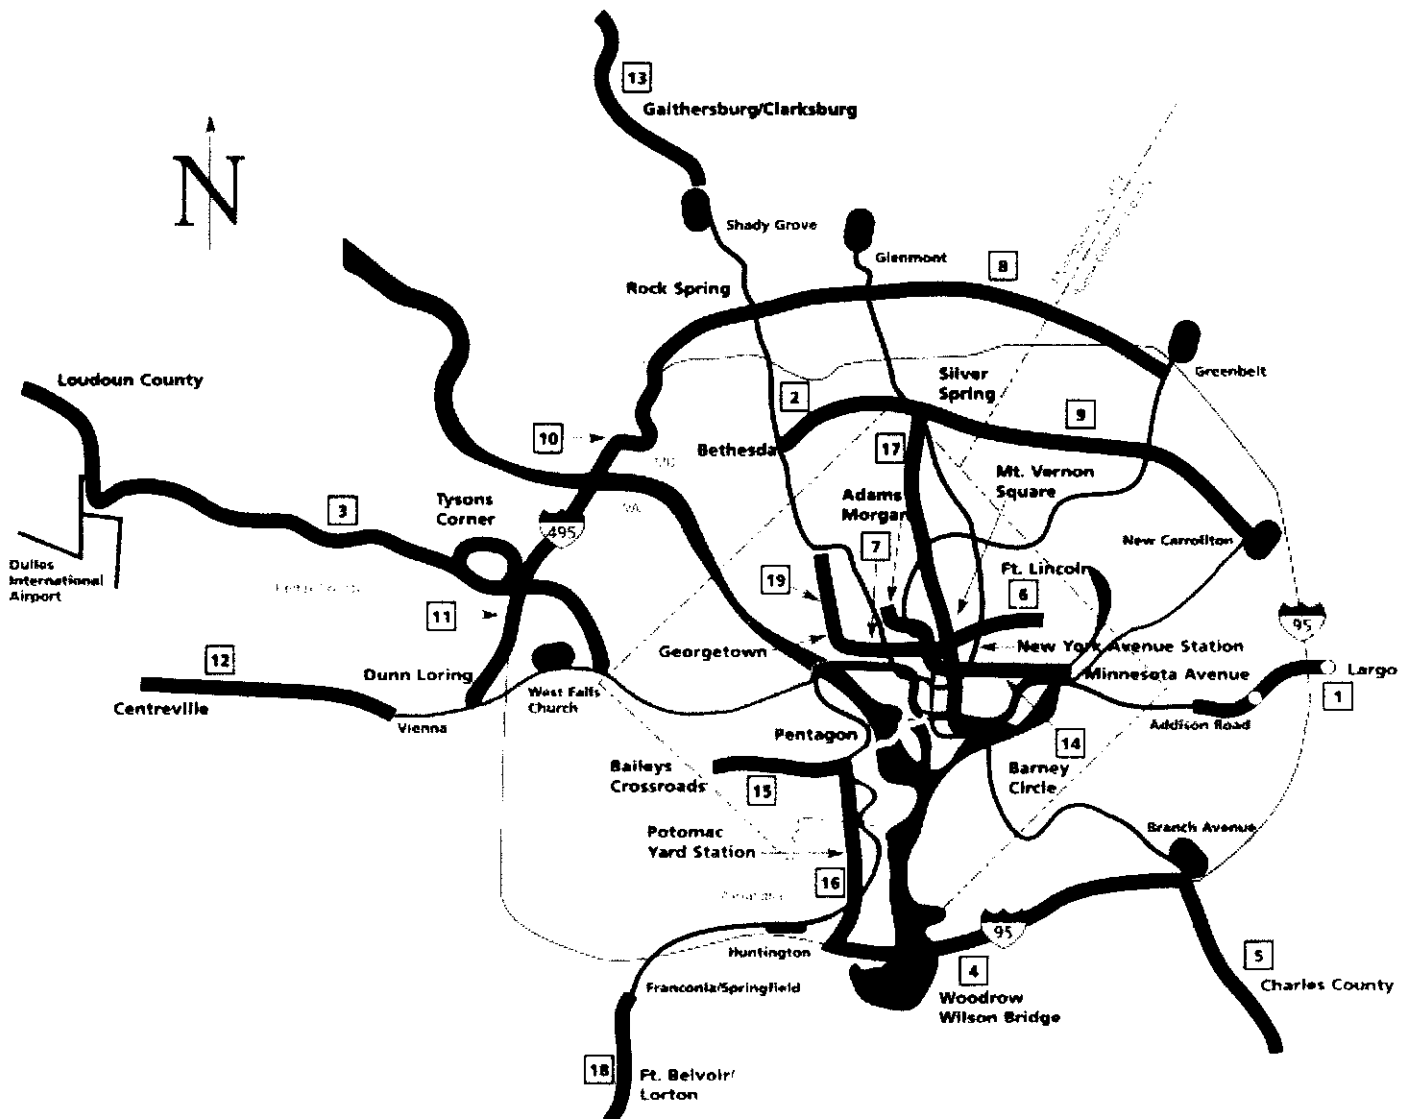 13
Gaithersburg/Clarksburg
N
Shady Grove
Glenmont
8
Rock Spring
Greenbelt
Loudoun County
Silver
Spring
2
9
10
Bethesda
17
MD
VA
Mt. Vernon
Square
Tysons
Corner
3
Adams
Morgan
495
7
New Carrollton
Dulles
International
Airport
Ft. Lincoln
19
6
11
95
Georgetown
New York Avenue Station
12
Dunn Loring
Minnesota Avenue
Largo
Centreville
West Falls
Church
1
Vienna
Addison Road
Pentagon
14
Baileys
Crossroads
15
Barney
Circle
Potomac
Yard Station
Branch Avenue
16
95
Huntington
4
5
Franconia/Springfield
Woodrow
Wilson Bridge
Charles County
18
Ft. Belvoir/
Lorton